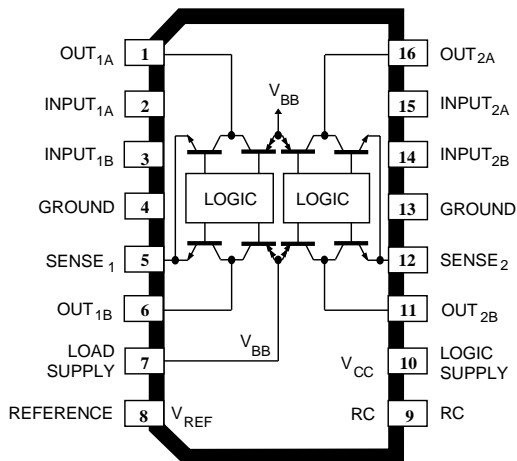 OUT1A 1 16 OUT2A
VBB
INPUT1A 2 15 INPUT2A
INPUT1B 3 14 INPUT2B
LOGIC LOGIC
GROUND 4 13 GROUND
SENSE1 5 12 SENSE2
OUT1B 6 11 OUT2B
LOAD SUPPLY 7 VBB VCC 10 LOGIC SUPPLY
REFERENCE 8 VREF RC 9 RC